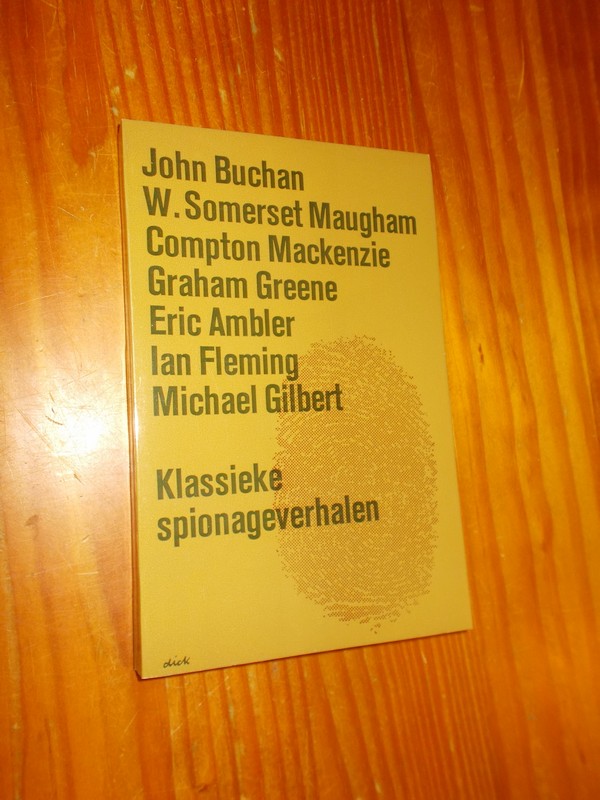 John Buchan
W. Somerset Maugham
Compton Mackenzie
Graham Greene
Eric Ambler
Ian Fleming
Michael Gilbert
Klassieke
spionageverhalen
dick